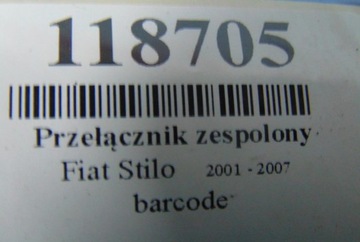 118705
Przełącznik zespolony
Fiat Stilo 2001 - 2007
barcode